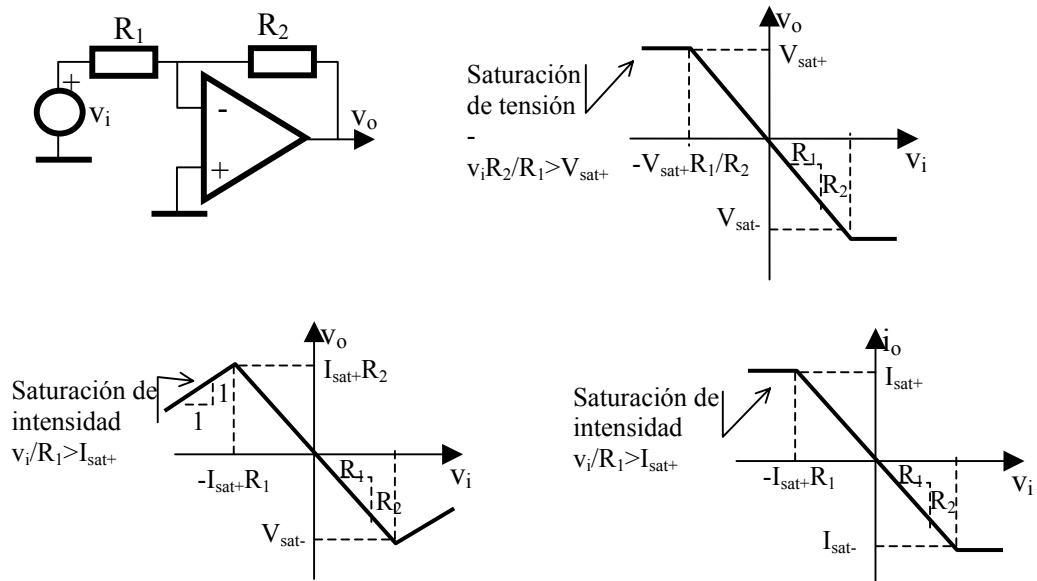 R₁
R₂
+
vᵢ
-
+
vₒ
vₒ
Vsat+
Saturación
de tensión
-
vᵢR₂/R₁>Vsat+
-Vsat+R₁/R₂
R₁
R₂
vᵢ
Vsat-
vₒ
Isat+R₂
Saturación de
intensidad
vᵢ/R₁>Isat+
1
1
-Isat+R₁
R₁
R₂
vᵢ
Vsat-
iₒ
Isat+
Saturación de
intensidad
vᵢ/R₁>Isat+
-Isat+R₁
R₁
R₂
vᵢ
Isat-